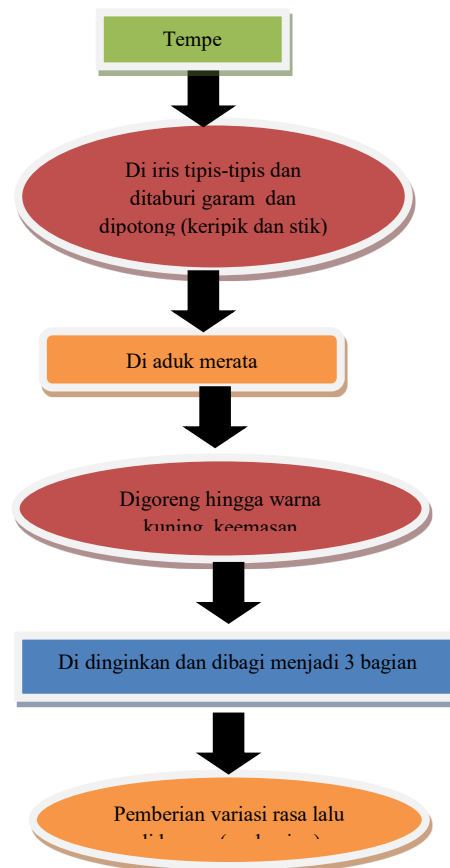 Tempe
Di iris tipis-tipis dan
ditaburi garam dan
dipotong (keripik dan stik)
Di aduk merata
Digoreng hingga warna
kuning keemasan
Di dinginkan dan dibagi menjadi 3 bagian
Pemberian variasi rasa lalu